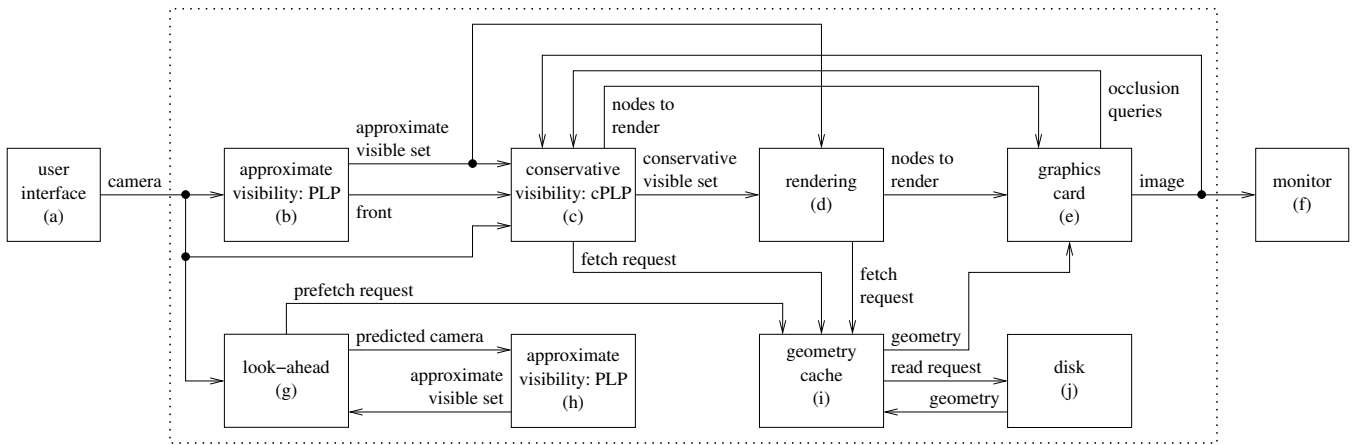 user
interface
(a)
camera
approximate
visibility: PLP
(b)
approximate
visible set
front
conservative
visibility: cPLP
(c)
nodes to
render
conservative
visible set
rendering
(d)
nodes to
render
graphics
card
(e)
occlusion
queries
image
monitor
(f)
fetch request
fetch
request
prefetch request
look−ahead
(g)
predicted camera
approximate
visible set
approximate
visibility: PLP
(h)
geometry
cache
(i)
geometry
read request
geometry
disk
(j)